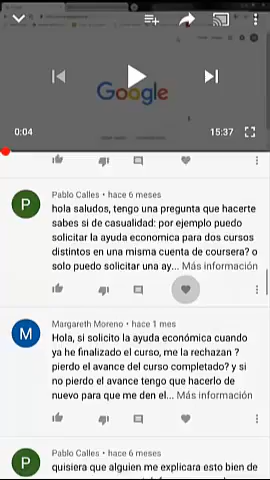 Google
0:04
15:37
Pablo Calles • hace 6 meses
hola saludos, tengo una pregunta que hacerte
sabes si de casualidad: por ejemplo puedo
solicitar la ayuda economica para dos cursos
distintos en una misma cuenta de coursera? o
solo puedo solicitar una ay... Más información
Margareth Moreno • hace 1 mes
Hola, si solicito la ayuda económica cuando
ya he finalizado el curso, me la rechazan ?
pierdo el avance del curso completado? y si
no pierdo el avance tengo que hacerlo de
nuevo para que me den el... Más información
Pablo Calles • hace 6 meses
quisiera que alguien me explicara esto bien de
P
M
P